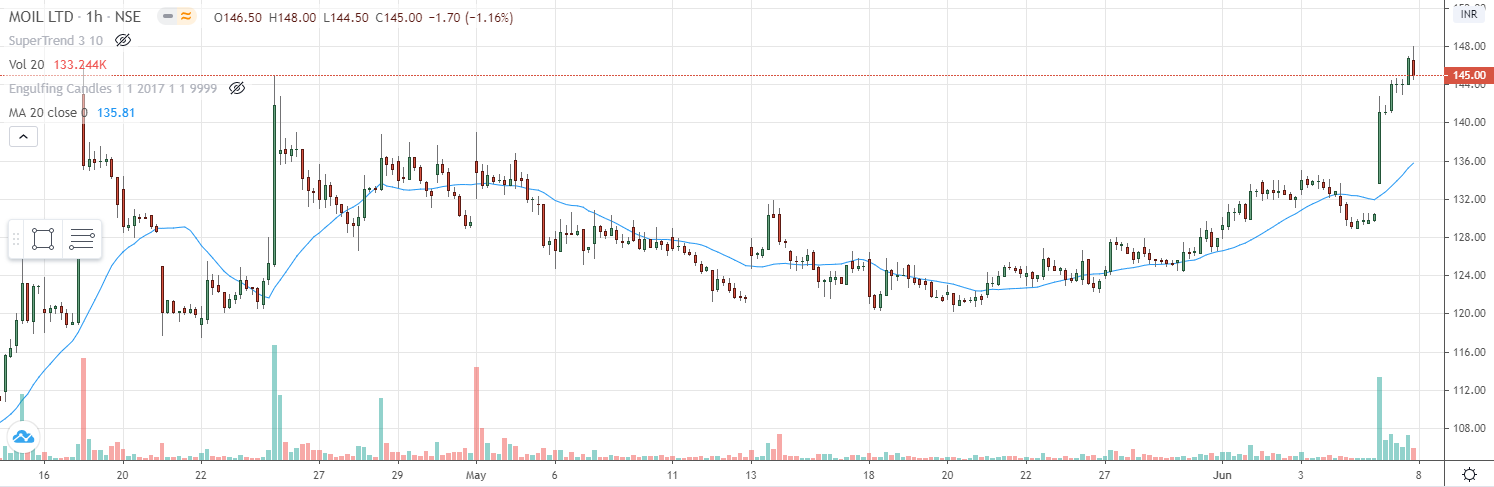 MOIL LTD · 1h · NSE O146.50 H148.00 L144.50 C145.00 −1.70 (−1.16%)
INR
SuperTrend 3 10
148.00
Vol 20 133.244K
145.00
144.00
Engulfing Candles 1 1 2017 1 1 9999
MA 20 close 0 135.81
140.00
136.00
132.00
128.00
124.00
120.00
116.00
112.00
108.00
16 20 22 27 29 May 6 11 13 18 20 22 27 Jun 3 8